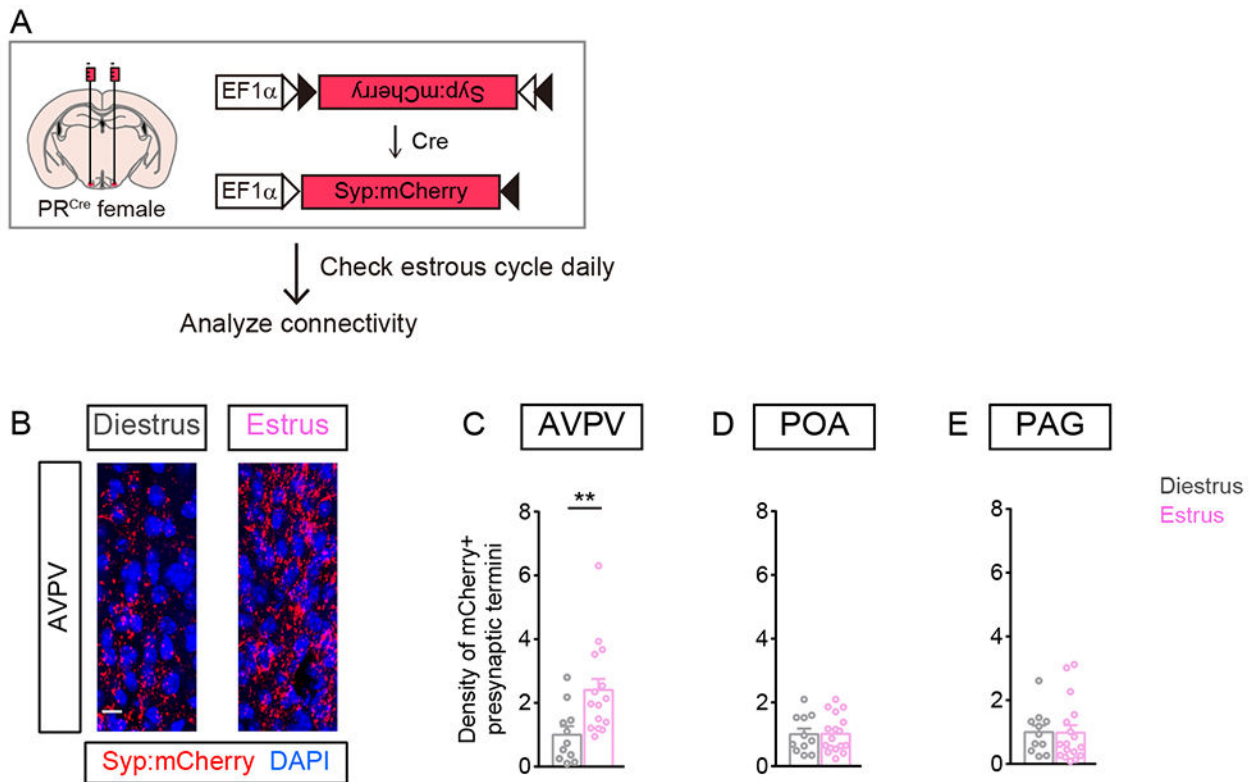 A
EF1α
Syp:mCherry
Cre
EF1α
Syp:mCherry
PRCre female
Check estrous cycle daily
Analyze connectivity
B
Diestrus
Estrus
AVPV
Syp:mCherry DAPI
C
AVPV
**
Density of mCherry+
presynaptic termini
8
6
4
2
0
D
POA
8
6
4
2
0
E
PAG
8
6
4
2
0
Diestrus
Estrus